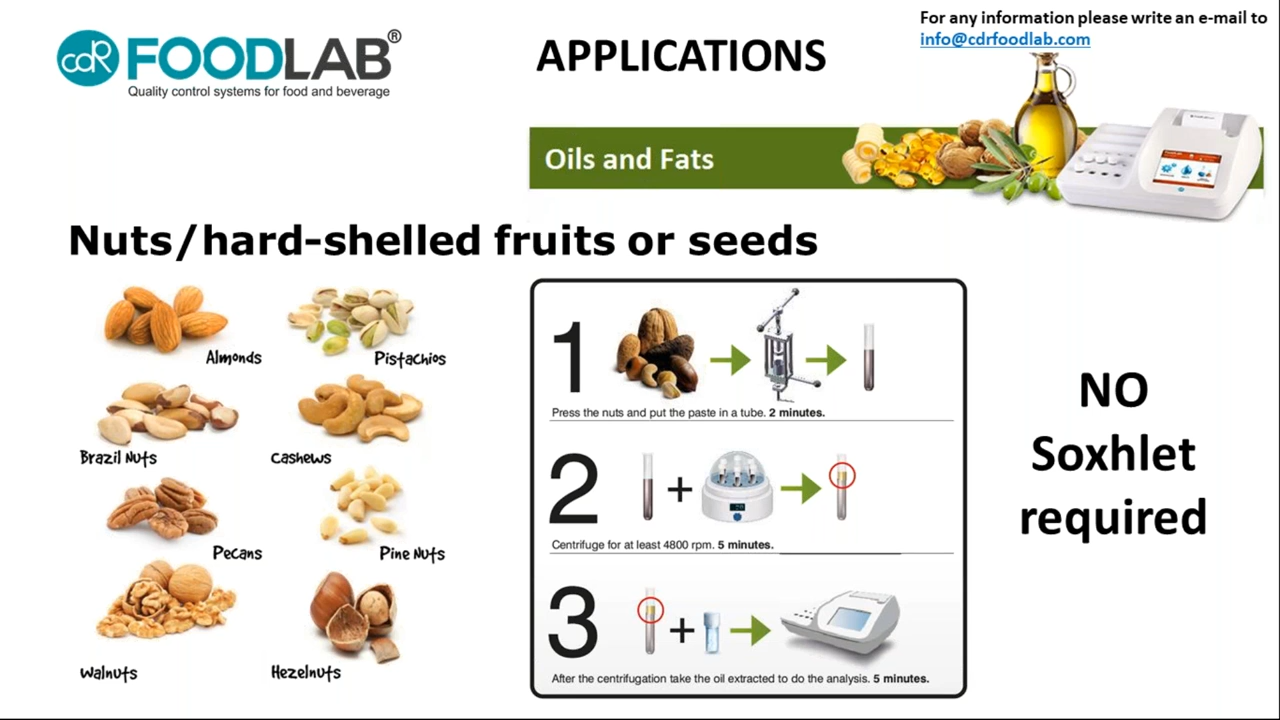 For any information please write an e-mail to
info@cdrfoodlab.com
cdR FOODLAB®
Quality control systems for food and beverage
APPLICATIONS
Oils and Fats
Nuts/hard-shelled fruits or seeds
Almonds
Pistachios
Brazil Nuts
Cashews
Pecans
Pine Nuts
Walnuts
Hezelnuts
1
Press the nuts and put the paste in a tube. 2 minutes.
2
Centrifuge for at least 4800 rpm. 5 minutes.
3
After the centrifugation take the oil extracted to do the analysis. 5 minutes.
NO
Soxhlet
required